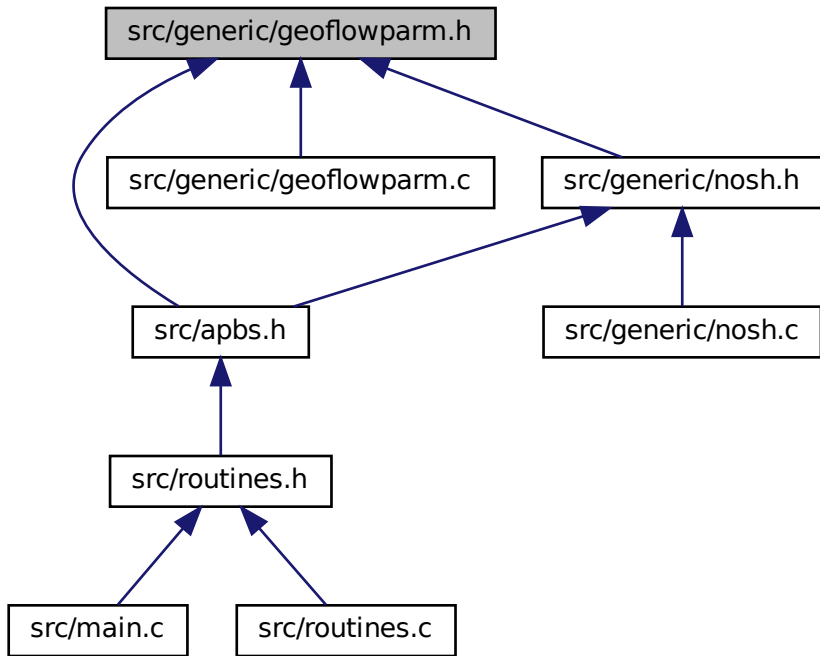 src/generic/geoflowparm.h
src/generic/geoflowparm.c
src/generic/nosh.h
src/apbs.h
src/generic/nosh.c
src/routines.h
src/main.c
src/routines.c